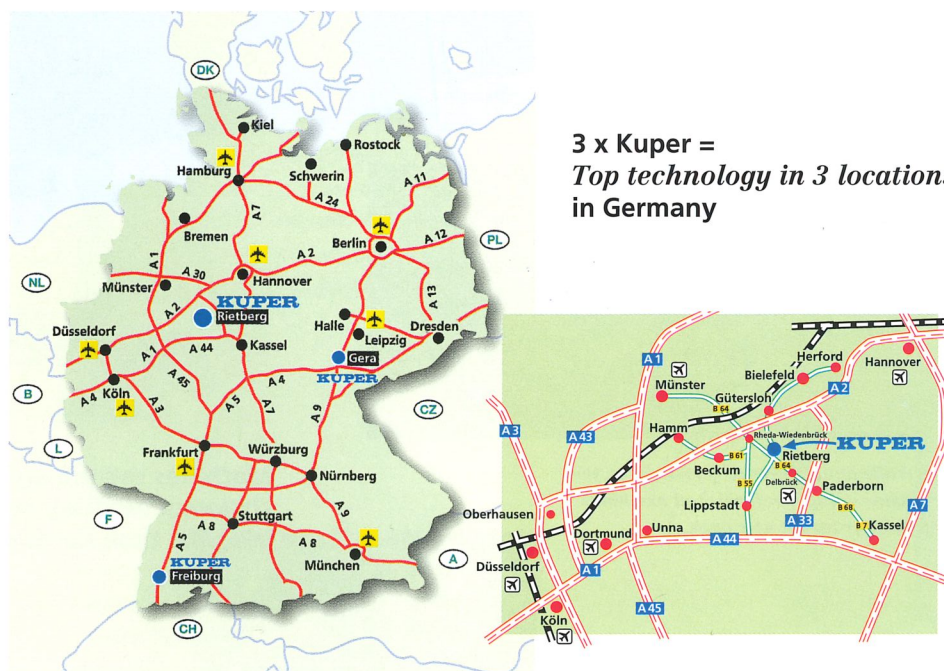 3 x Kuper =
Top technology in 3 location
in Germany
DK
Kiel
Rostock
Hamburg
Schwerin
A 11
A 24
A 7
Bremen
Berlin
A 12
PL
A 1
A 2
NL
A 30
Hannover
Münster
A 13
KUPER
Rietberg
A 2
Halle
Dresden
Düsseldorf
Leipzig
A 1
A 44
Kassel
Gera
KUPER
A 4
B
A 4
Köln
A 45
A 5
A 7
A 9
A 3
CZ
L
Frankfurt
Würzburg
Nürnberg
F
A 8
Stuttgart
A 9
A 5
A 8
München
A
KUPER
Freiburg
CH
A 1
Herford
Hannover
Münster
Bielefeld
A 2
Gütersloh
B 64
A 3
A 43
Hamm
Rheda-Wiedenbrück
KUPER
Rietberg
B 61
B 64
Beckum
Delbrück
B 55
Paderborn
Lippstadt
B 68
A 7
Oberhausen
A 33
B 7
Kassel
Unna
Dortmund
A 44
Düsseldorf
A 1
Köln
A 45